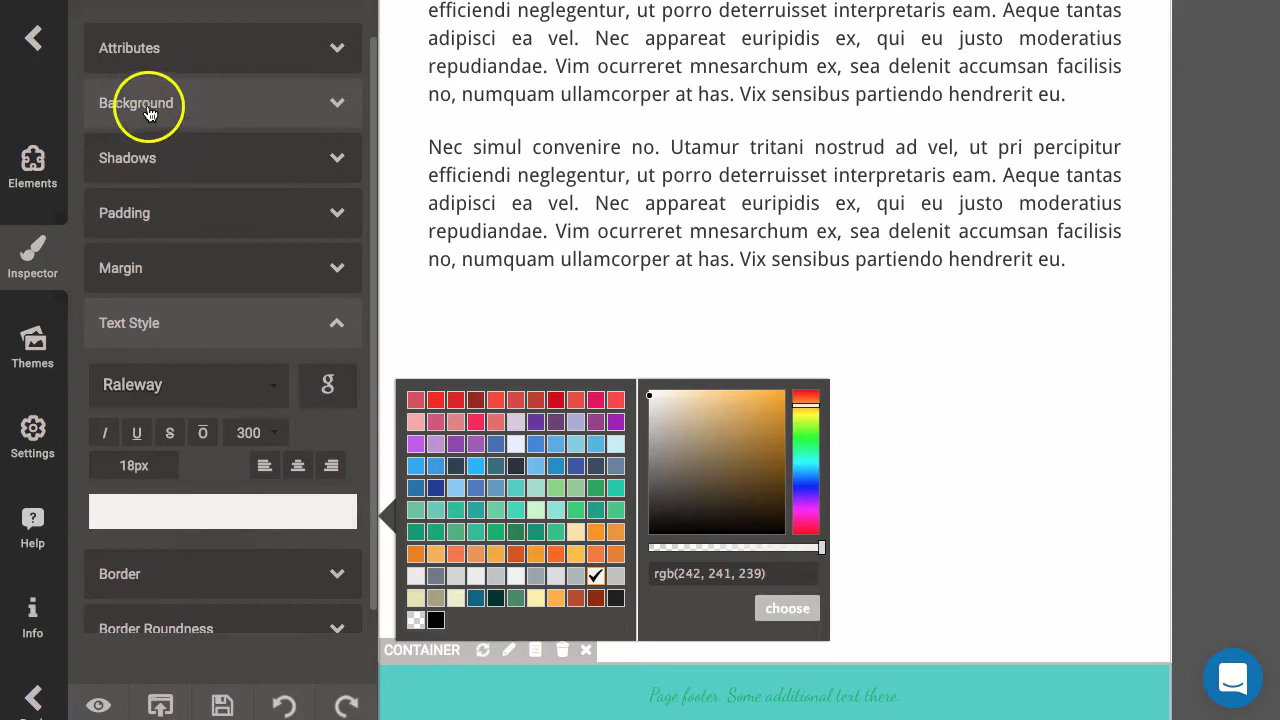 Attributes
Background
Shadows
Padding
Margin
Text Style
Raleway
g
I U S O 300
18px
Border
Border Roundness
Elements
Inspector
Themes
Settings
Help
Info
efficiendi neglegentur, ut porro deterruisset interpretaris eam. Aeque tantas
adipisci ea vel. Nec appareat euripidis ex, qui eu justo moderatius
repudiandae. Vim ocurreret mnesarchum ex, sea delenit accumsan facilisis
no, numquam ullamcorper at has. Vix sensibus partiendo hendrerit eu.
Nec simul convenire no. Utamur tritani nostrud ad vel, ut pri percipitur
efficiendi neglegentur, ut porro deterruisset interpretaris eam. Aeque tantas
adipisci ea vel. Nec appareat euripidis ex, qui eu justo moderatius
repudiandae. Vim ocurreret mnesarchum ex, sea delenit accumsan facilisis
no, numquam ullamcorper at has. Vix sensibus partiendo hendrerit eu.
rgb(242, 241, 239)
choose
CONTAINER
Page footer. Some additional text there.